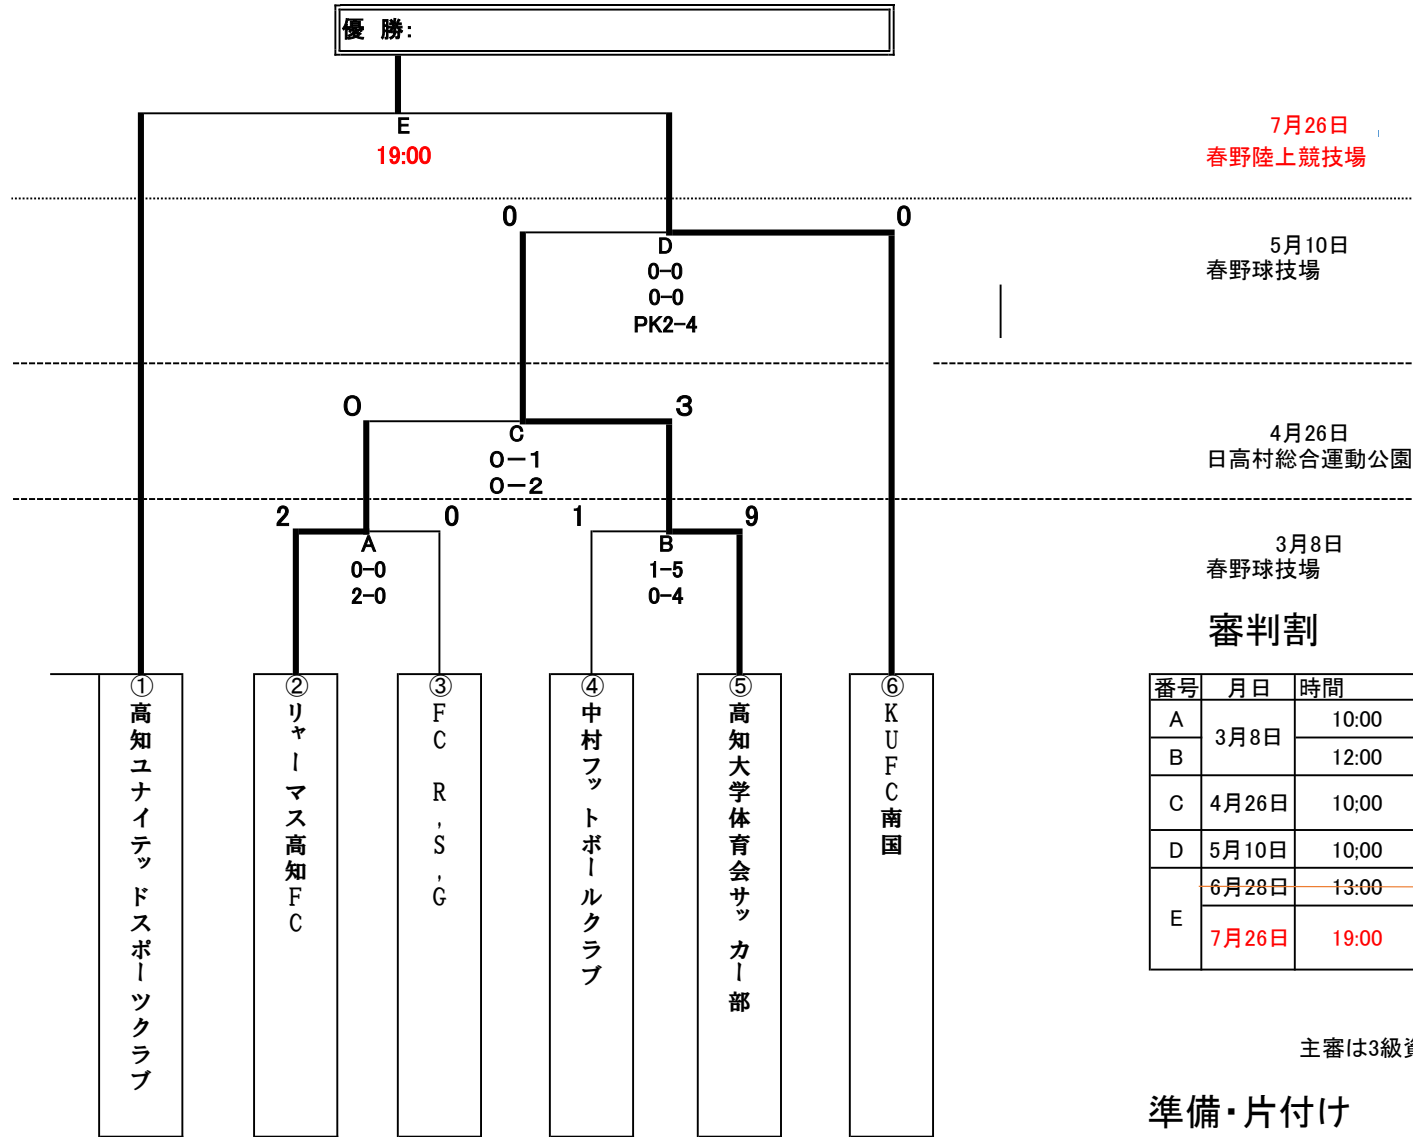 優 勝:
E
19:00
7月26日
春野陸上競技場
0 0
D
0-0
0-0
PK2-4
5月10日
春野球技場
0 3
C
0-1
0-2
4月26日
日高村総合運動公園
2 0 1 9
A
0-0
2-0
B
1-5
0-4
3月8日
春野球技場
審判割
①高知ユナイテッドスポーツクラブ
②リャーマス高知FC
③FC R,S,G
④中村フットボールクラブ
⑤高知大学体育会サッカー部
⑥KUFC南国
番号 月日 時間
A 3月8日 10:00
B 12:00
C 4月26日 10;00
D 5月10日 10;00
E 6月28日 13:00
7月26日 19:00
主審は3級
準備・片付け